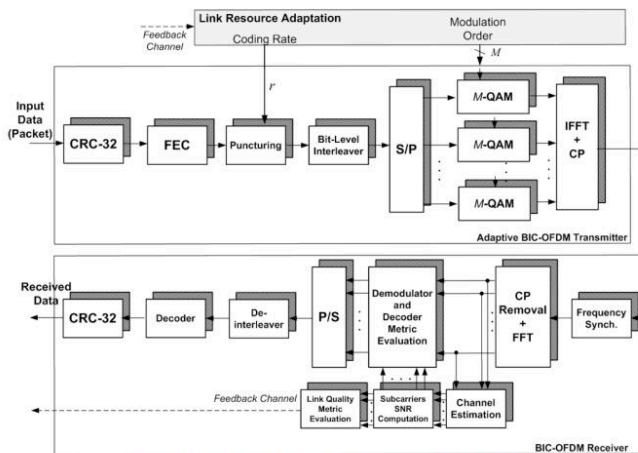 Link Resource Adaptation
Feedback
Channel
Coding Rate
Modulation
Order
M
r
Input
Data
(Packet)
CRC-32
FEC
Puncturing
Bit-Level
Interleaver
S/P
M-QAM
M-QAM
M-QAM
IFFT
+
CP
Adaptive BIC-OFDM Transmitter
Received
Data
CRC-32
Decoder
De-
interleaver
P/S
Demodulator
and
Decoder
Metric
Evaluation
CP
Removal
+
FFT
Frequency
Synch.
Feedback Channel
Link Quality
Metric
Evaluation
Subcarriers
SNR
Computation
Channel
Estimation
BIC-OFDM Receiver